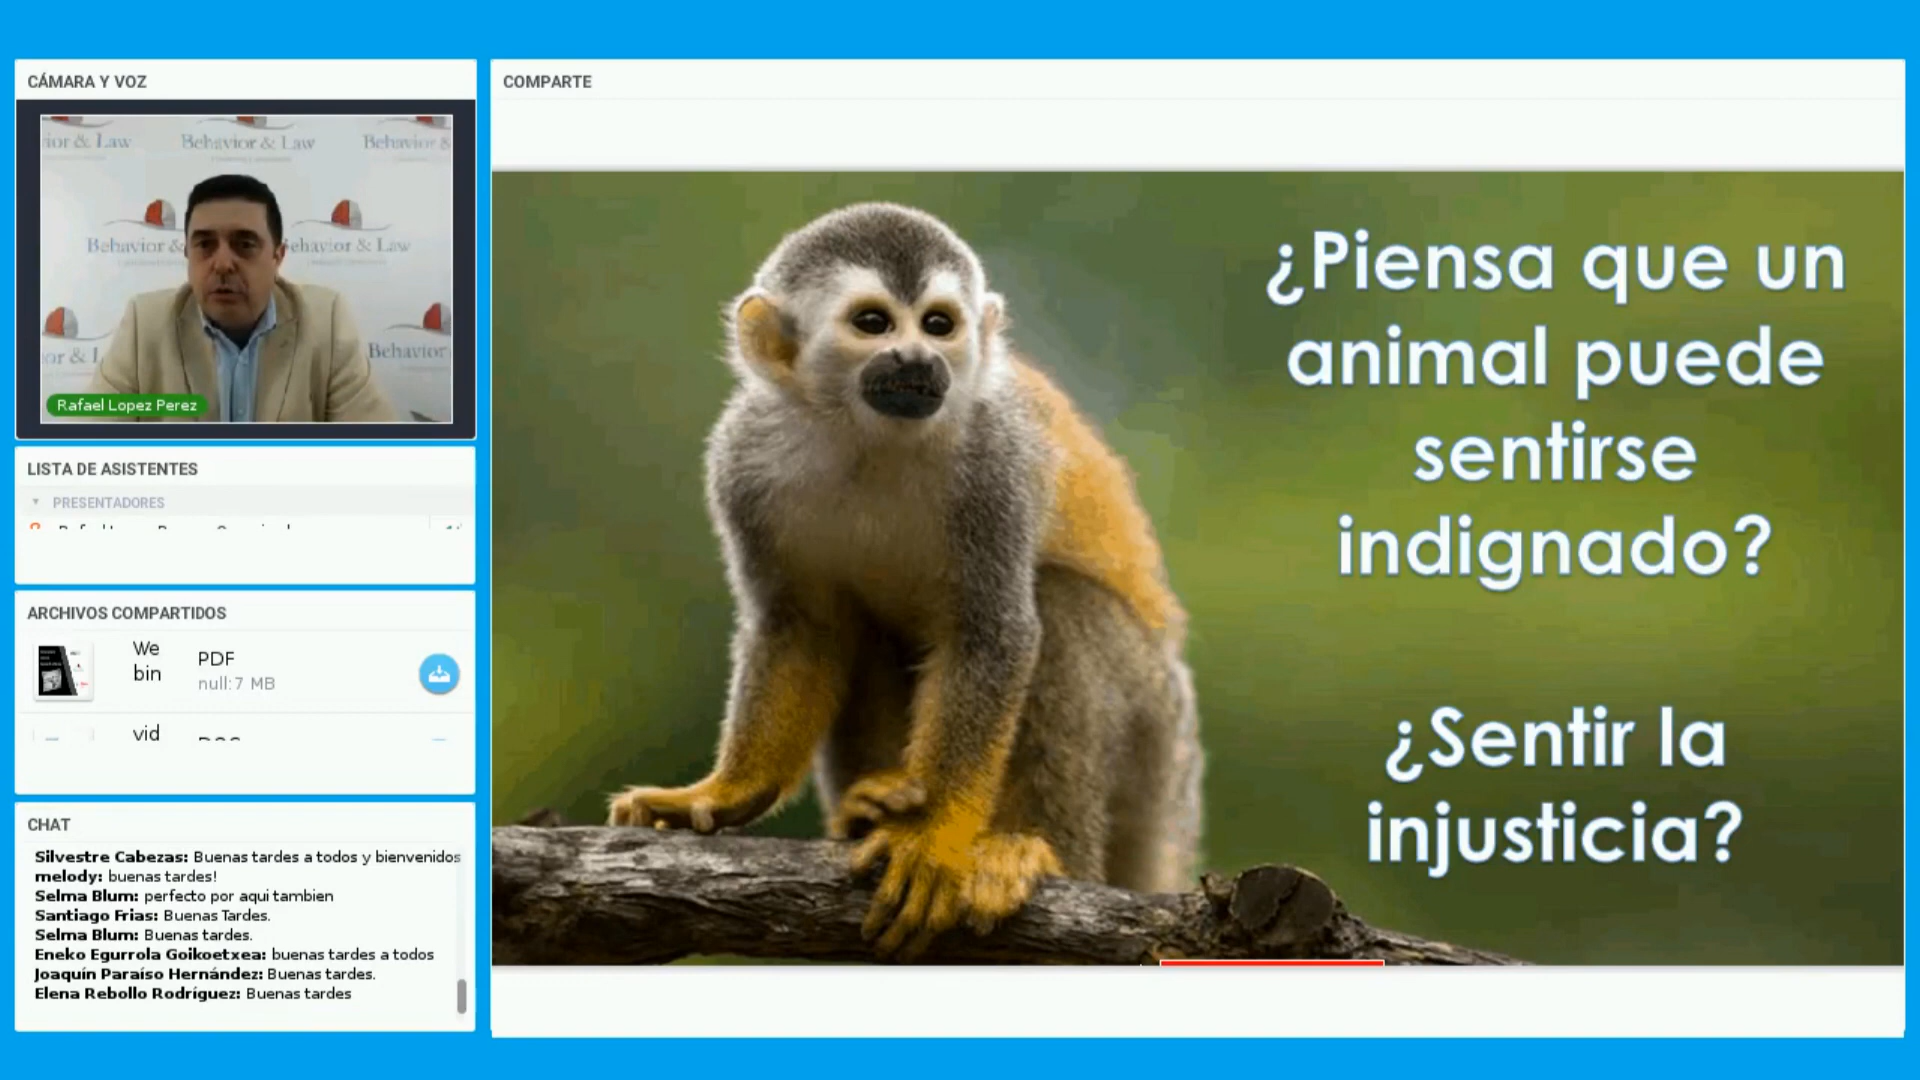 CÁMARA Y VOZ
ior & Law Behavior & Law Behavior &
Behavior & ehavior & Law
or & L Behavior
Rafael Lopez Perez
LISTA DE ASISTENTES
PRESENTADORES
ARCHIVOS COMPARTIDOS
We
bin
PDF
null:7 MB
vid
DOC
CHAT
Silvestre Cabezas: Buenas tardes a todos y bienvenidos
melody: buenas tardes!
Selma Blum: perfecto por aqui tambien
Santiago Frias: Buenas Tardes.
Selma Blum: Buenas tardes.
Eneko Egurrola Goikoetxea: buenas tardes a todos
Joaquín Paraíso Hernández: Buenas tardes.
Elena Rebollo Rodríguez: Buenas tardes
COMPARTE
¿Piensa que un
animal puede
sentirse
indignado?
¿Sentir la
injusticia?